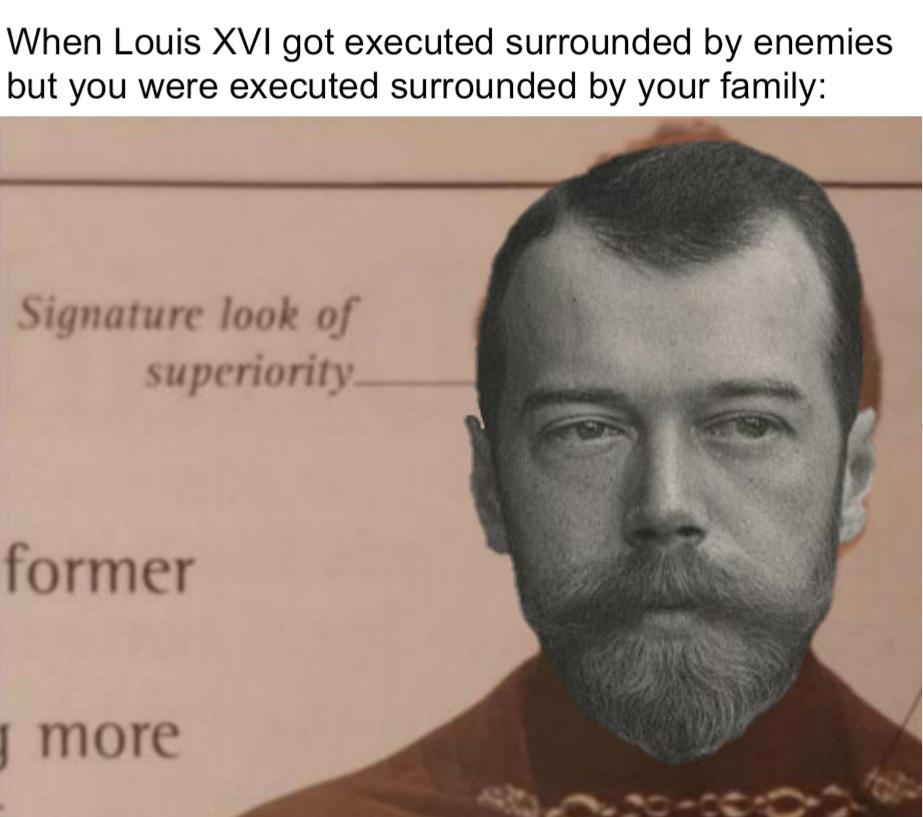 When Louis XVI got executed surrounded by enemies
but you were executed surrounded by your family:
Signature look of
superiority
former
more